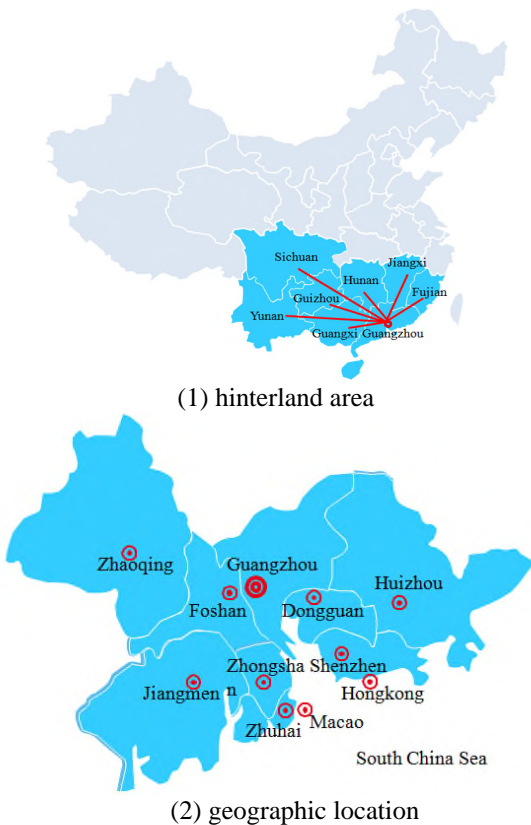 Sichuan
Jiangxi
Hunan
Guizhou
Fujian
Yunan
Guangxi Guangzhou
(1) hinterland area
Zhaoqing
Guangzhou
Huizhou
Foshan
Dongguan
Zhongsha Shenzhen
n
Jiangmen
Hongkong
Zhuhai
Macao
South China Sea
(2) geographic location